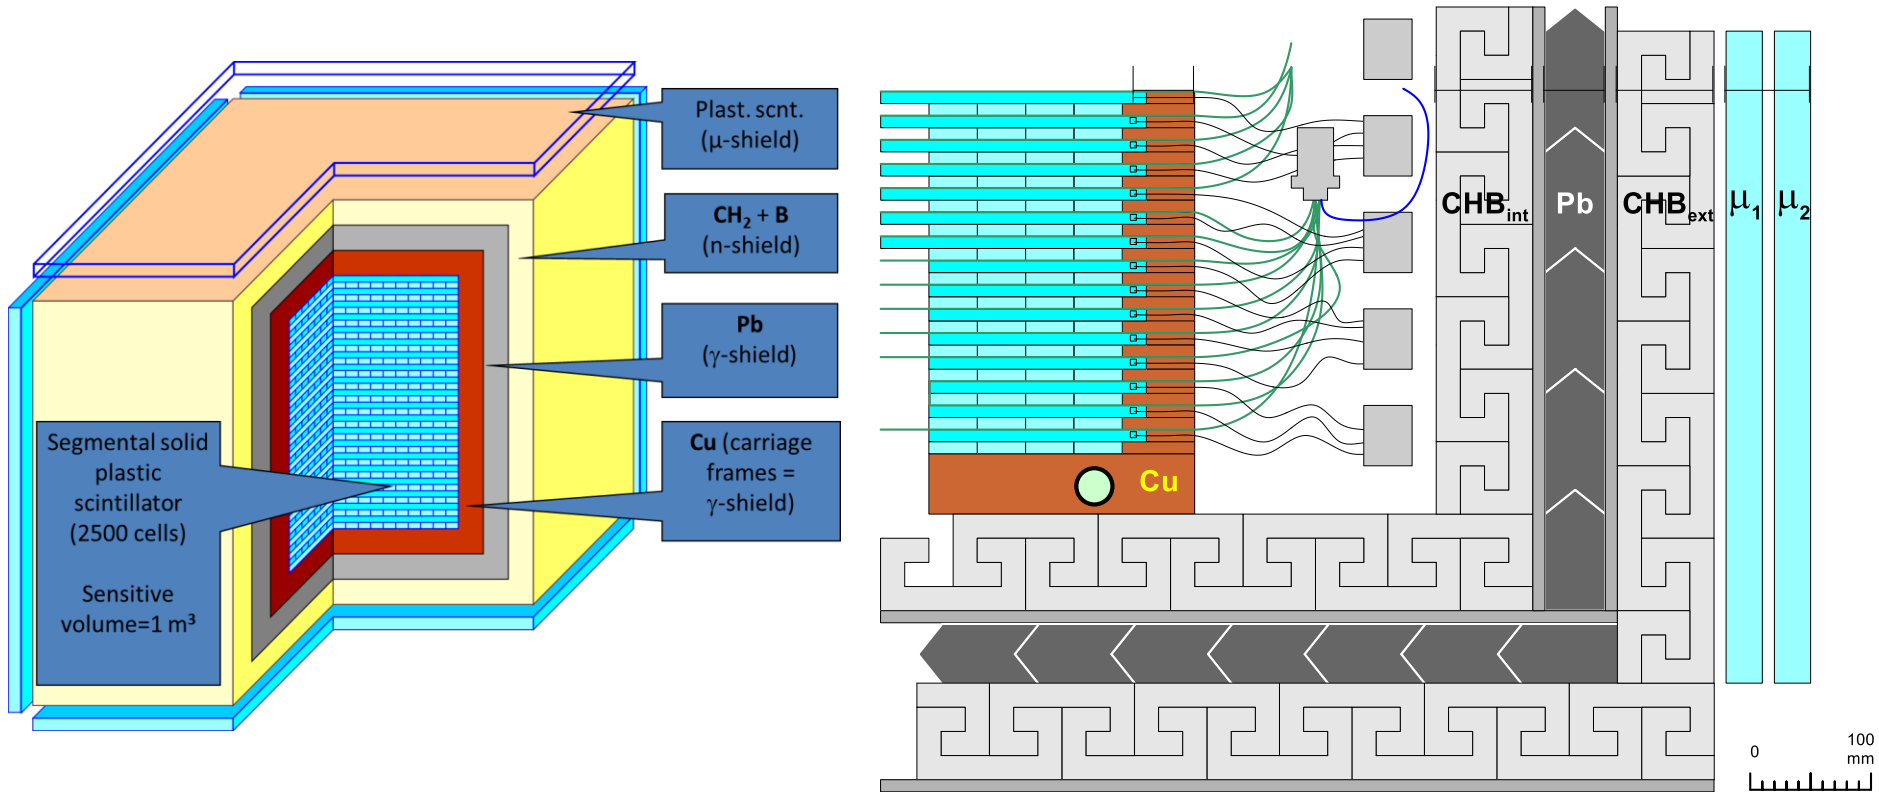 Plast. scnt.
(μ-shield)
CH₂ + B
(n-shield)
Pb
(γ-shield)
Cu (carriage
frames =
γ-shield)
Segmental solid
plastic
scintillator
(2500 cells)
Sensitive
volume=1 m³
CHBint
Pb
CHBext
μ₁
μ₂
Cu
0
100
mm